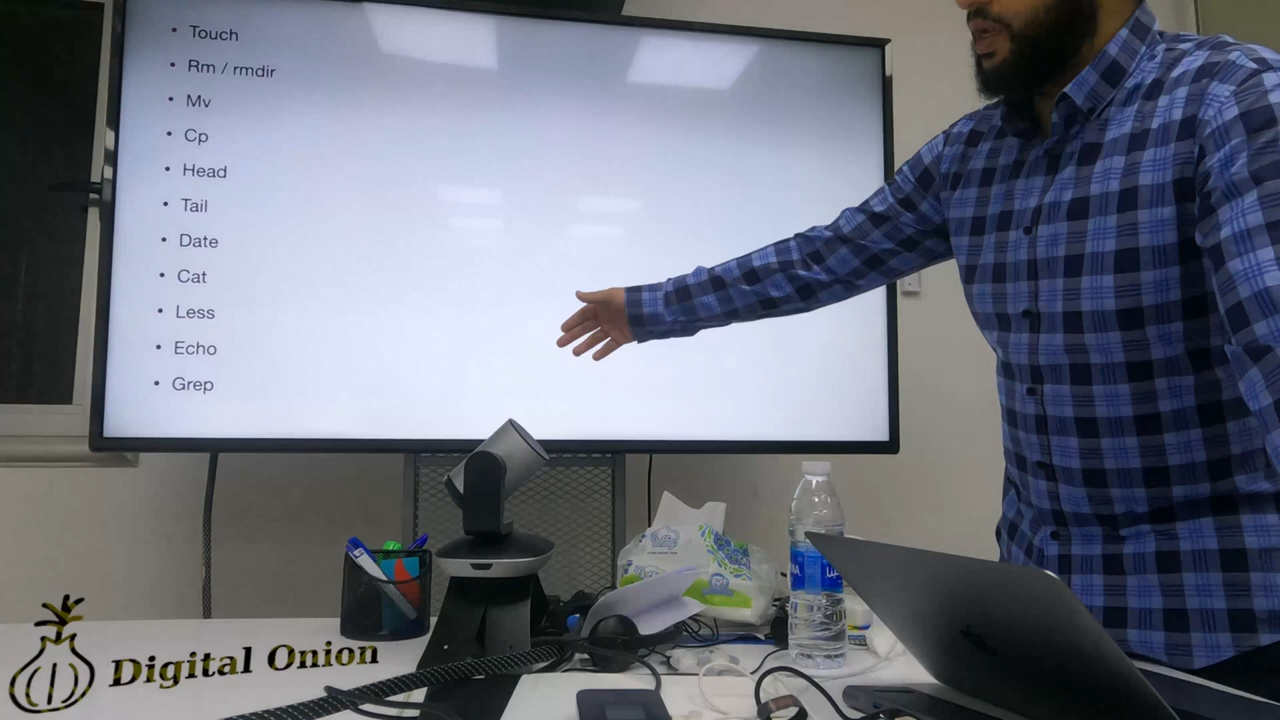 • Touch
• Rm / rmdir
• Mv
• Cp
• Head
• Tail
• Date
• Cat
• Less
• Echo
• Grep
Digital Onion